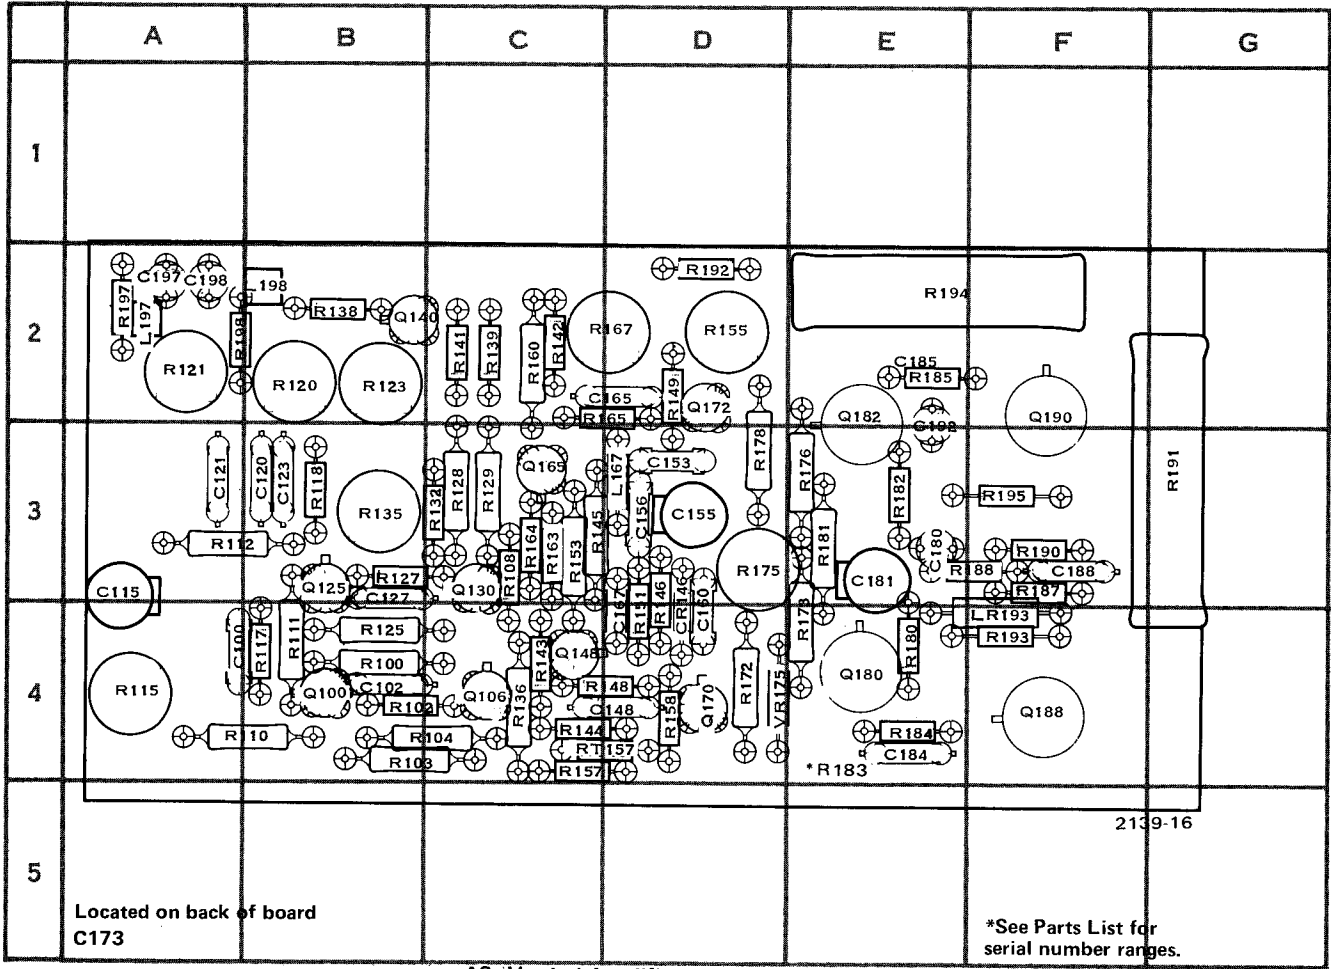 A B C D E F G
1
R192
C197 C198 198
R197 L197 R194
R138 Q140
R198 R141 R139 R160 R142 R167 R155
2
R121 R120 R123
C185
R185
C165 R149 Q172
R165 Q182 Q190
R178
C121 C120 C123 R118 R132 R128 R129 Q165 L167 C153 R176 R182 R191
R195
3
R135 C156 C155
R112 R164 R163 R153 R145 R181 C180 R190
R108 R175 R188 C188
C115 Q125 R127 Q130 C181 R187
C127 C167 R151 R146 CR146 C160 R173
LR193
C100 R117 R111 R125 R193
R143 Q148 R180
R100 R172 VR175 Q180
4
R115 Q100 C102 Q106 R136 R148 R158 Q170
R102 C148 Q188
R110 R104 R144 R184
RT157 C184
R103 R157 *R183
2139-16
5
Located on back of board
C173
*See Parts List for
serial number ranges.